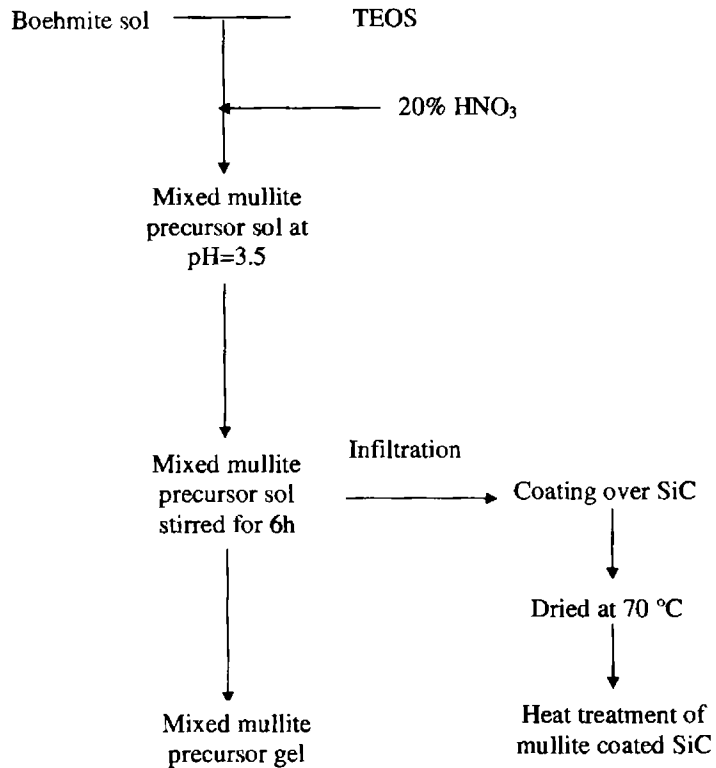 Boehmite sol
TEOS
20% HNO₃
Mixed mullite
precursor sol at
pH=3.5
Infiltration
Mixed mullite
precursor sol
stirred for 6h
Coating over SiC
Dried at 70 °C
Mixed mullite
precursor gel
Heat treatment of
mullite coated SiC